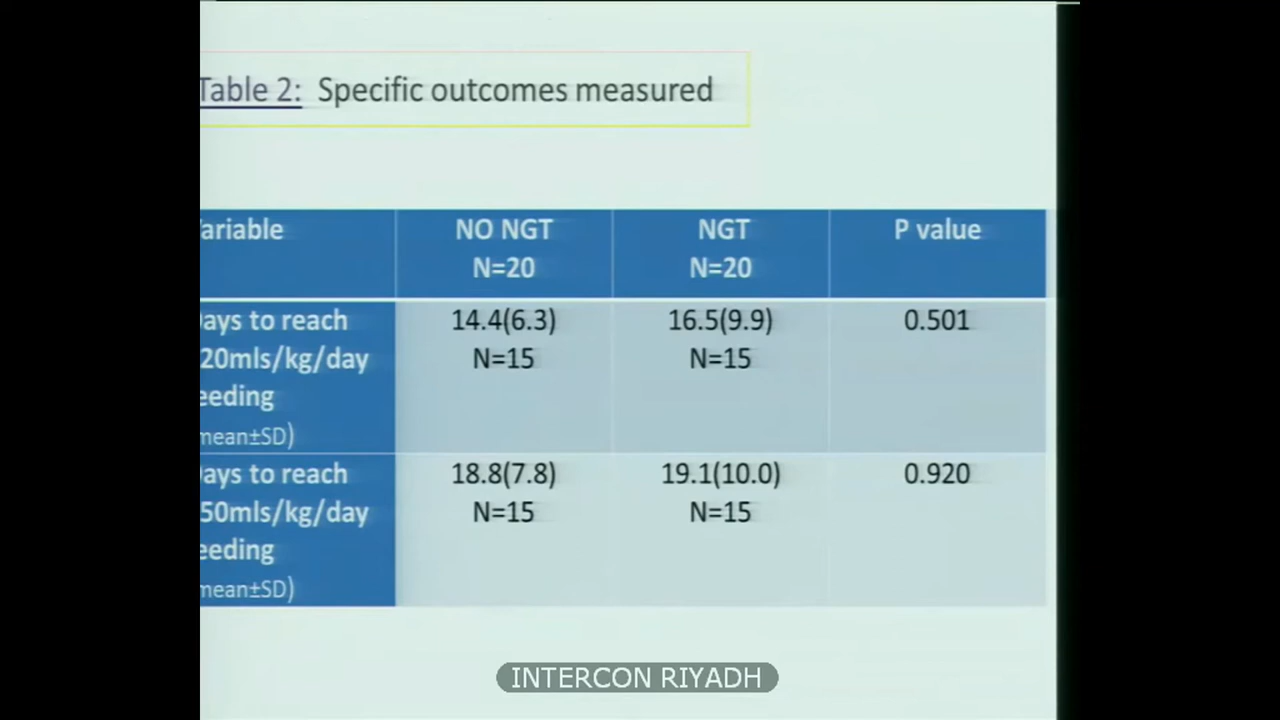 Table 2: Specific outcomes measured
ariable
NO NGT
N=20
NGT
N=20
P value
ays to reach
20mls/kg/day
eeding
mean±SD)
14.4(6.3)
N=15
16.5(9.9)
N=15
0.501
ays to reach
50mls/kg/day
eeding
mean±SD)
18.8(7.8)
N=15
19.1(10.0)
N=15
0.920
INTERCON RIYADH